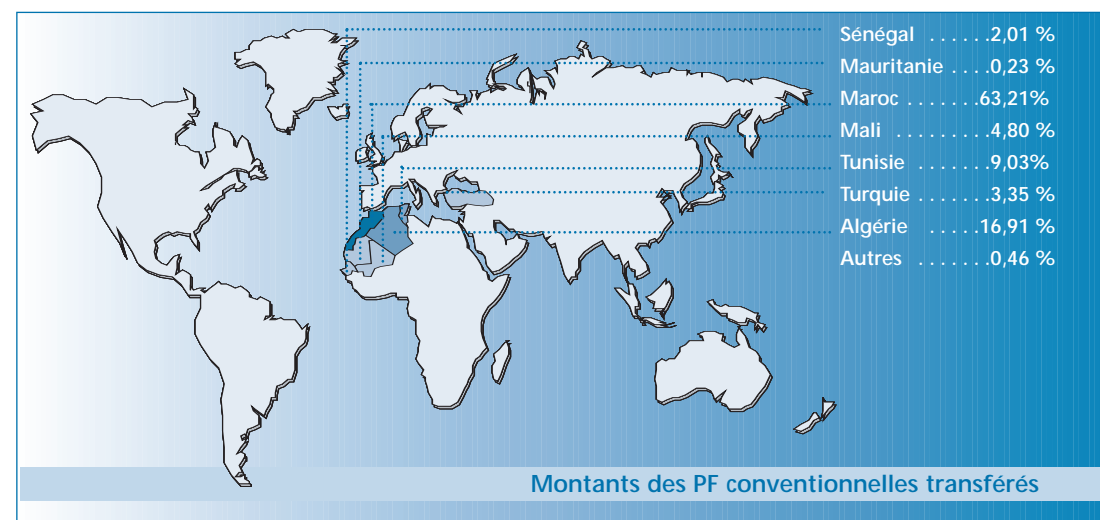 Sénégal ......2,01 %
Mauritanie ....0,23 %
Maroc .......63,21%
Mali .........4,80 %
Tunisie .......9,03%
Turquie .......3,35 %
Algérie .....16,91 %
Autres .......0,46 %
Montants des PF conventionnelles transférés